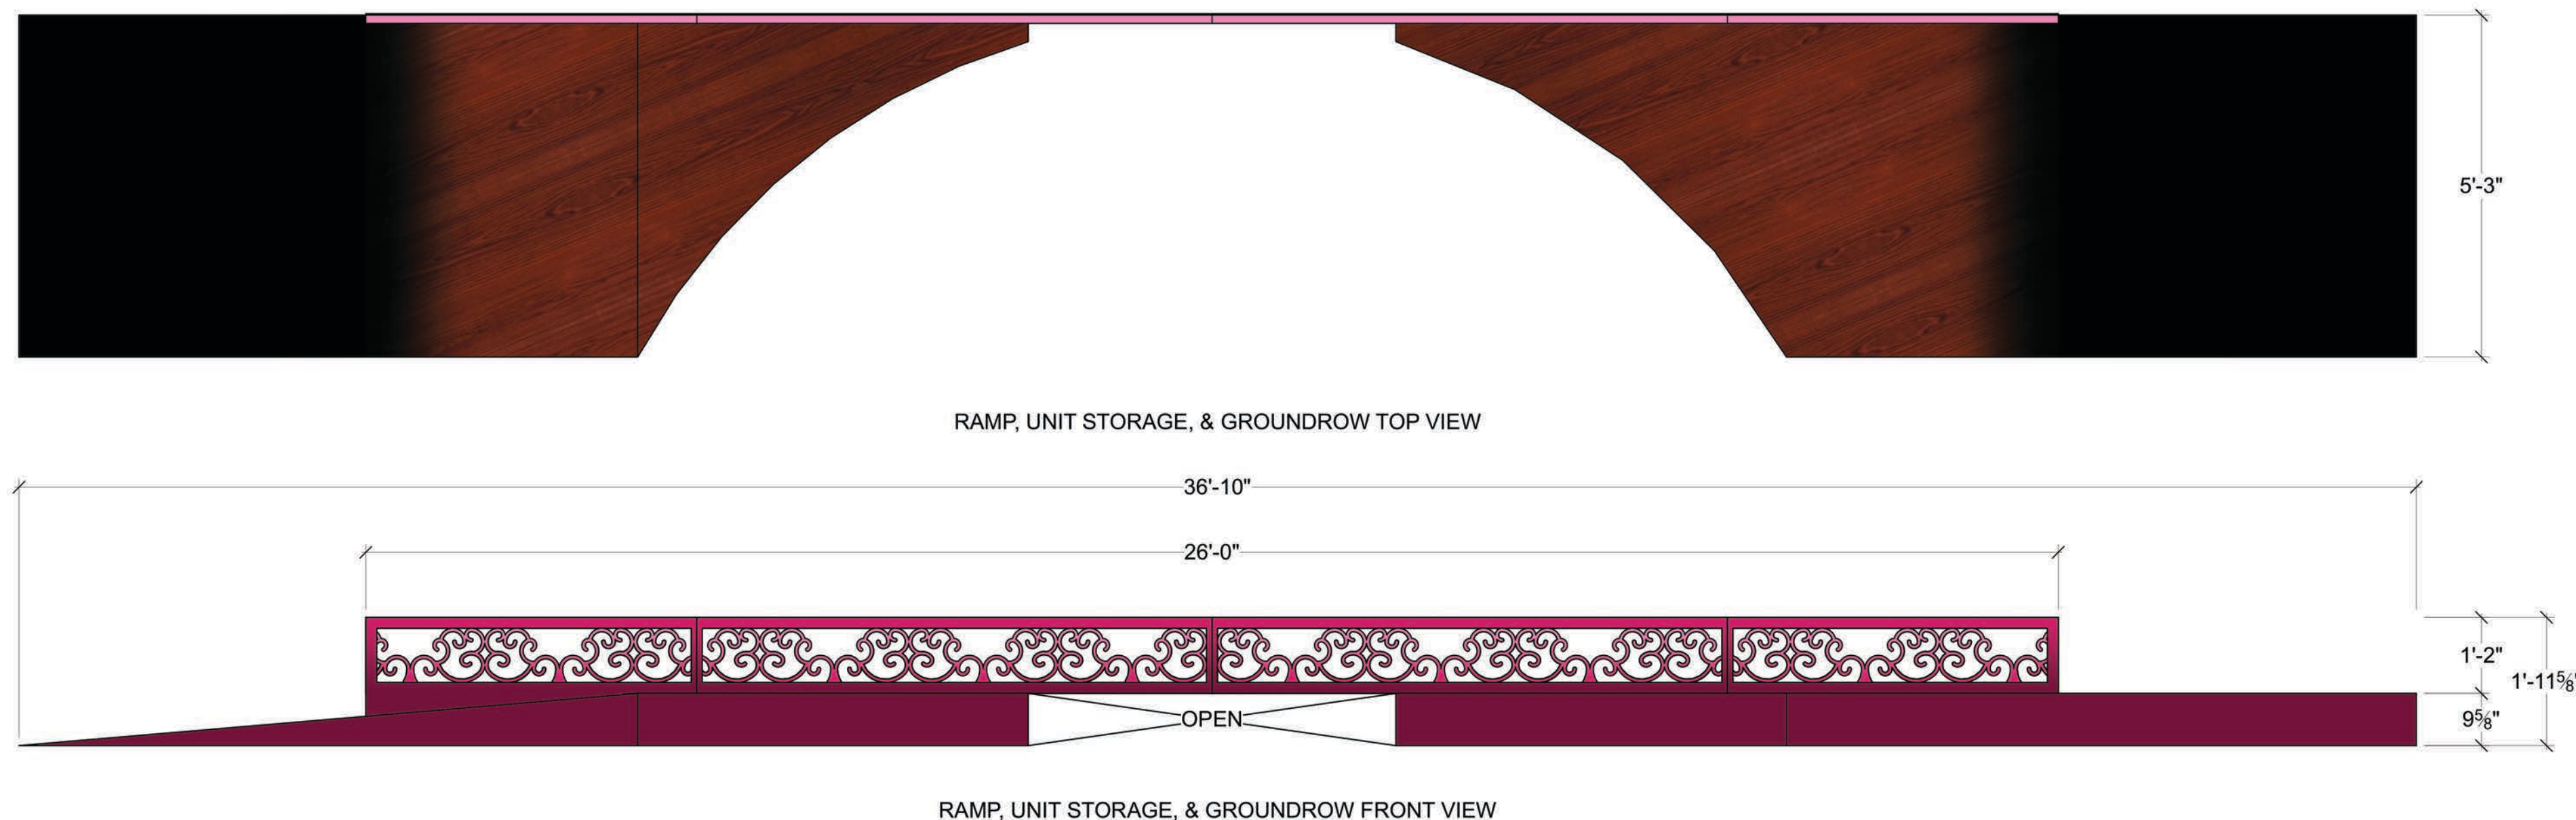 5'-3"
RAMP, UNIT STORAGE, & GROUNDROW TOP VIEW
36'-10"
26'-0"
1'-2"
1'-11⅝"
OPEN
9⅝"
RAMP, UNIT STORAGE, & GROUNDROW FRONT VIEW